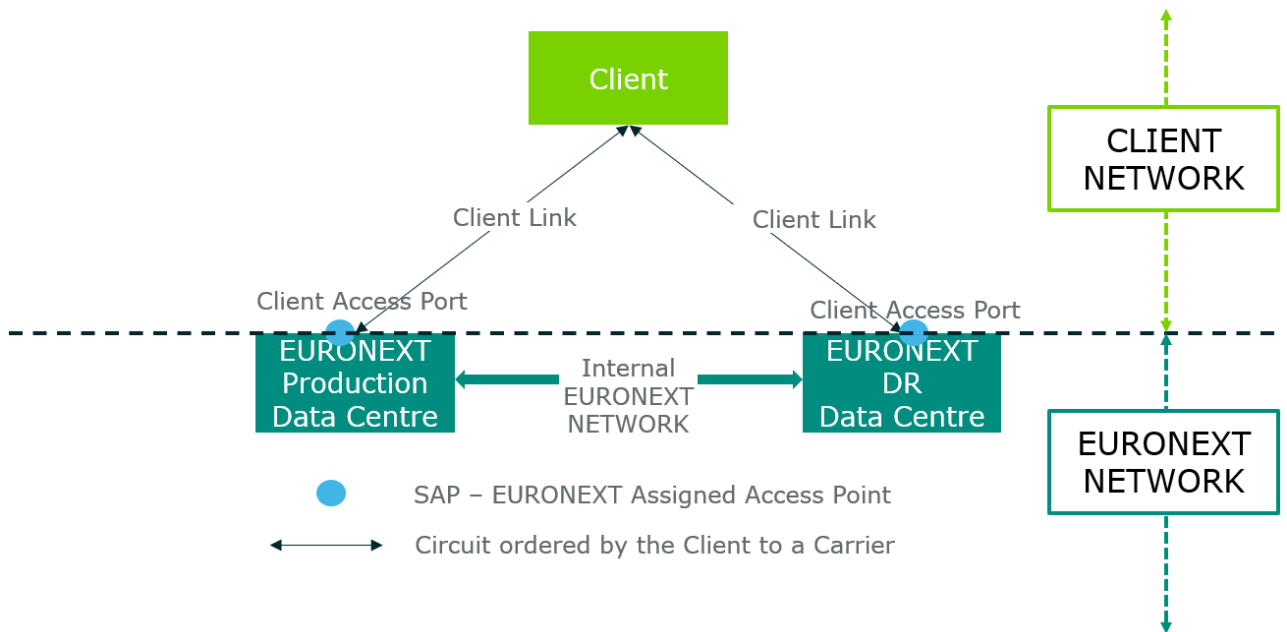 Client
CLIENT
NETWORK
Client Link
Client Link
Client Access Port
Client Access Port
EURONEXT
Production
Data Centre
Internal
EURONEXT
NETWORK
EURONEXT
DR
Data Centre
EURONEXT
NETWORK
SAP – EURONEXT Assigned Access Point
Circuit ordered by the Client to a Carrier